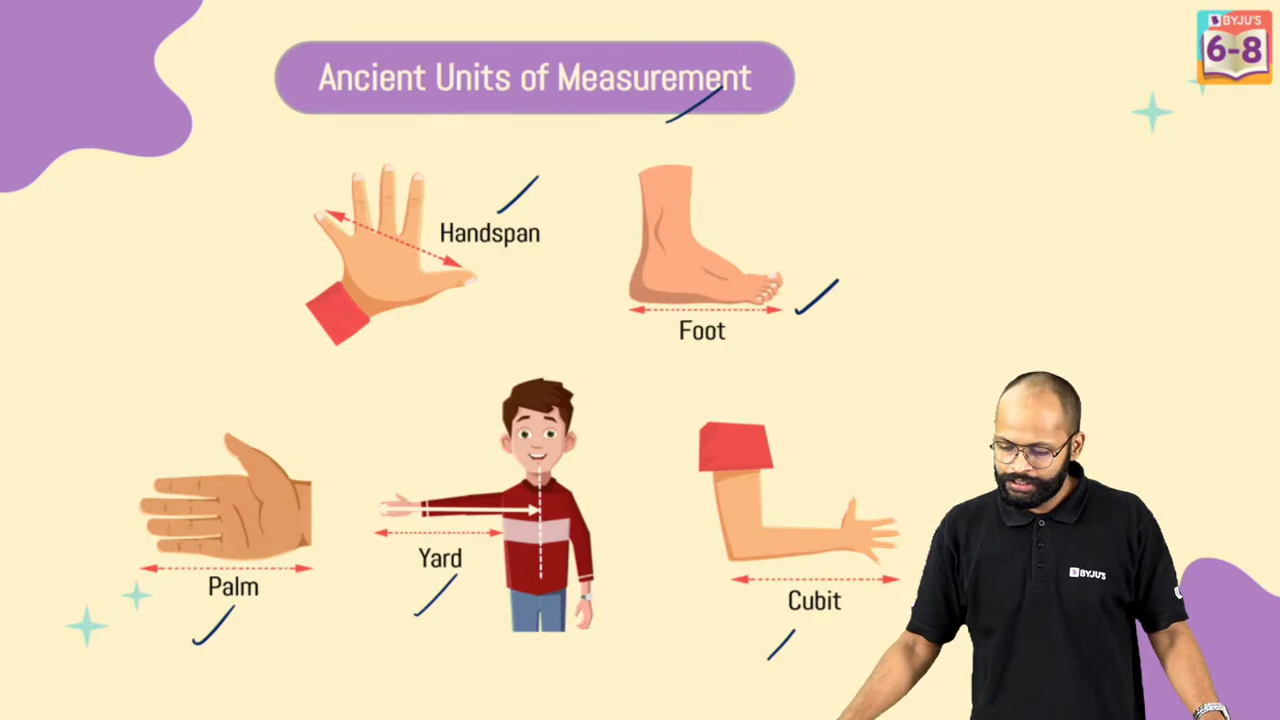 BYJU'S
6-8
Ancient Units of Measurement
Handspan
Foot
Palm
Yard
Cubit
BYJU'S